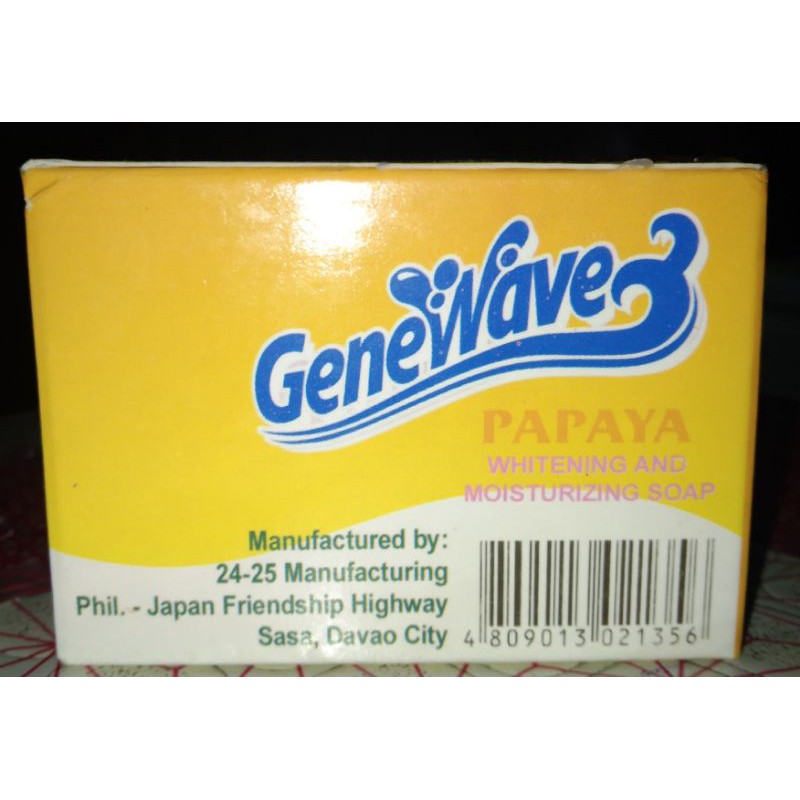 GeneWave
PAPAYA
WHITENING AND
MOISTURIZING SOAP
Manufactured by:
24-25 Manufacturing
Phil. - Japan Friendship Highway
Sasa, Davao City
4 809013 021356